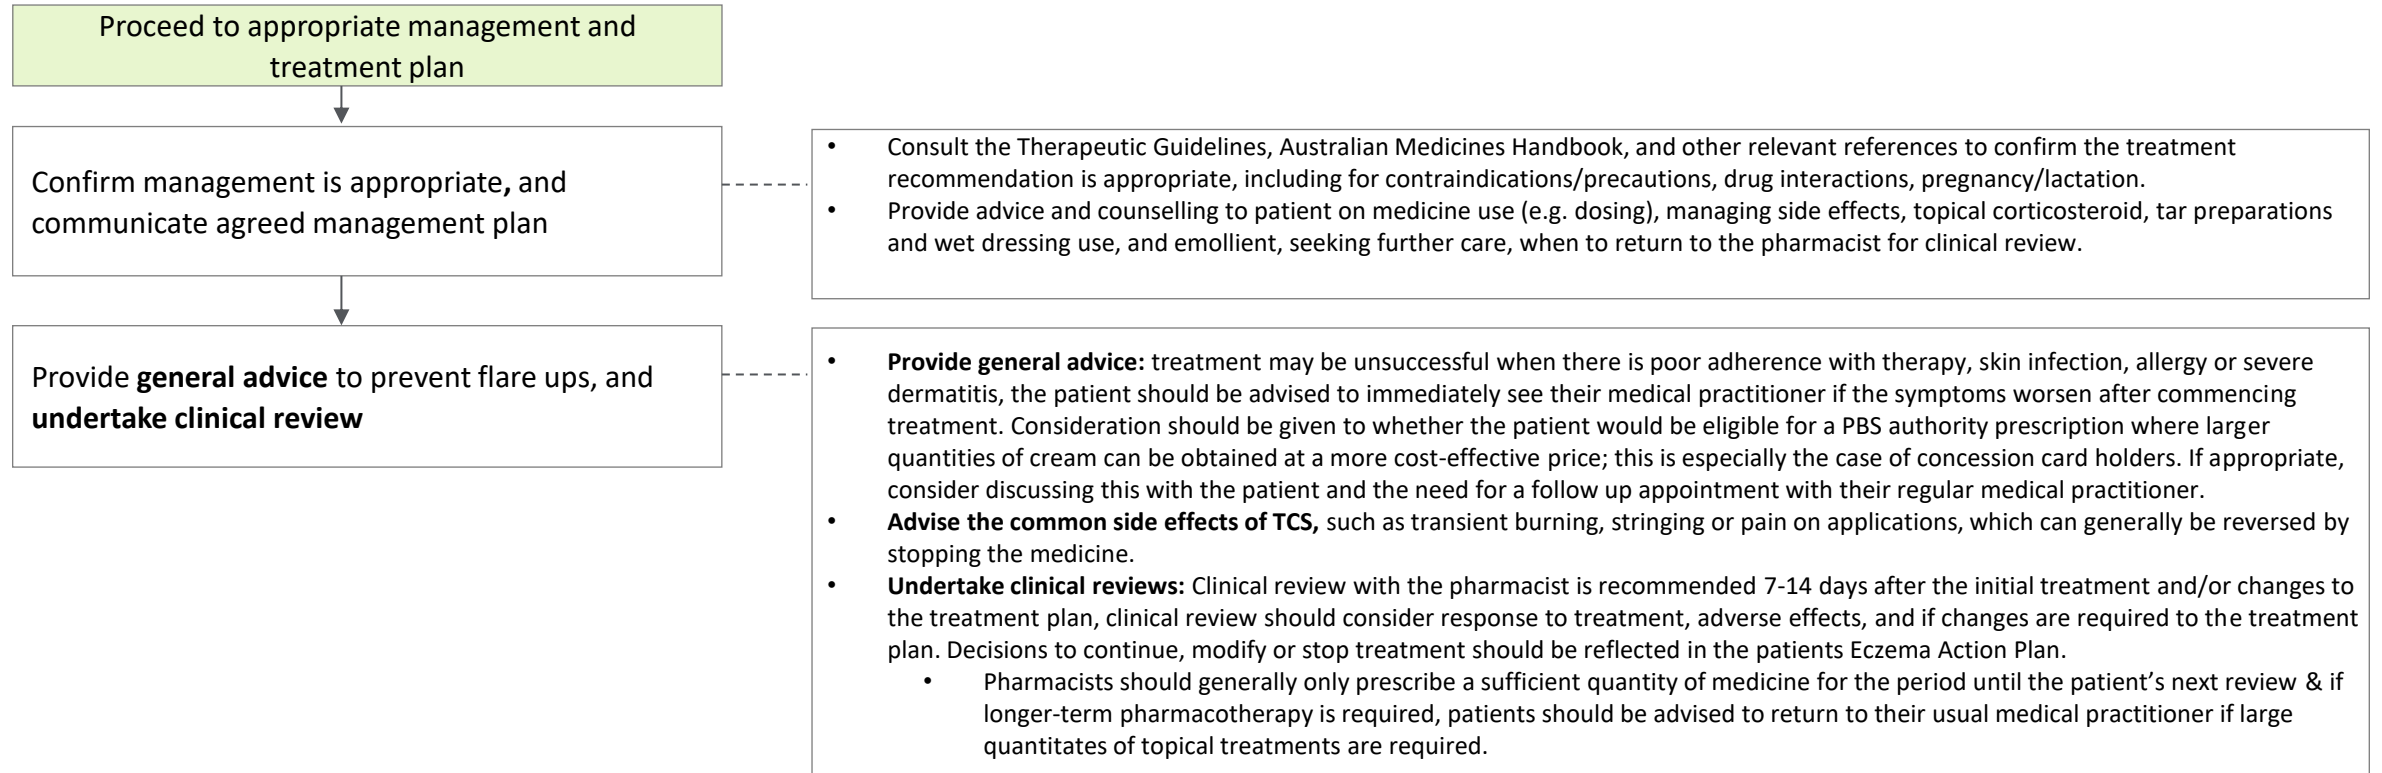 Proceed to appropriate management and
treatment plan
Confirm management is appropriate, and
communicate agreed management plan
• Consult the Therapeutic Guidelines, Australian Medicines Handbook, and other relevant references to confirm the treatment
recommendation is appropriate, including for contraindications/precautions, drug interactions, pregnancy/lactation.
• Provide advice and counselling to patient on medicine use (e.g. dosing), managing side effects, topical corticosteroid, tar preparations
and wet dressing use, and emollient, seeking further care, when to return to the pharmacist for clinical review.
Provide general advice to prevent flare ups, and
undertake clinical review
• Provide general advice: treatment may be unsuccessful when there is poor adherence with therapy, skin infection, allergy or severe
dermatitis, the patient should be advised to immediately see their medical practitioner if the symptoms worsen after commencing
treatment. Consideration should be given to whether the patient would be eligible for a PBS authority prescription where larger
quantities of cream can be obtained at a more cost-effective price; this is especially the case of concession card holders. If appropriate,
consider discussing this with the patient and the need for a follow up appointment with their regular medical practitioner.
• Advise the common side effects of TCS, such as transient burning, stringing or pain on applications, which can generally be reversed by
stopping the medicine.
• Undertake clinical reviews: Clinical review with the pharmacist is recommended 7-14 days after the initial treatment and/or changes to
the treatment plan, clinical review should consider response to treatment, adverse effects, and if changes are required to the treatment
plan. Decisions to continue, modify or stop treatment should be reflected in the patients Eczema Action Plan.
• Pharmacists should generally only prescribe a sufficient quantity of medicine for the period until the patient’s next review & if
longer-term pharmacotherapy is required, patients should be advised to return to their usual medical practitioner if large
quantitates of topical treatments are required.